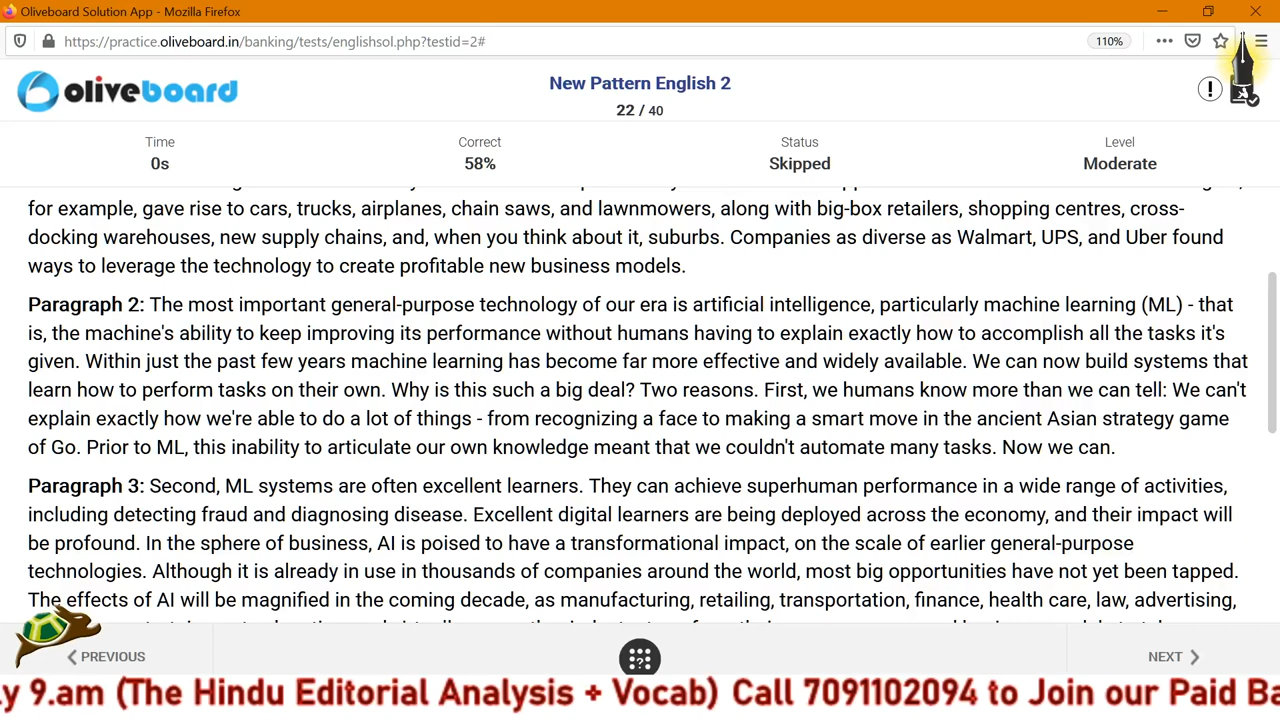 Oliveboard Solution App - Mozilla Firefox
https://practice.oliveboard.in/banking/tests/englishsol.php?testid=2#
110%
oliveboard
New Pattern English 2
22 / 40
Time
Correct
Status
Level
0s
58%
Skipped
Moderate
for example, gave rise to cars, trucks, airplanes, chain saws, and lawnmowers, along with big-box retailers, shopping centres, cross-
docking warehouses, new supply chains, and, when you think about it, suburbs. Companies as diverse as Walmart, UPS, and Uber found
ways to leverage the technology to create profitable new business models.
Paragraph 2: The most important general-purpose technology of our era is artificial intelligence, particularly machine learning (ML) - that
is, the machine's ability to keep improving its performance without humans having to explain exactly how to accomplish all the tasks it's
given. Within just the past few years machine learning has become far more effective and widely available. We can now build systems that
learn how to perform tasks on their own. Why is this such a big deal? Two reasons. First, we humans know more than we can tell: We can't
explain exactly how we're able to do a lot of things - from recognizing a face to making a smart move in the ancient Asian strategy game
of Go. Prior to ML, this inability to articulate our own knowledge meant that we couldn't automate many tasks. Now we can.
Paragraph 3: Second, ML systems are often excellent learners. They can achieve superhuman performance in a wide range of activities,
including detecting fraud and diagnosing disease. Excellent digital learners are being deployed across the economy, and their impact will
be profound. In the sphere of business, AI is poised to have a transformational impact, on the scale of earlier general-purpose
technologies. Although it is already in use in thousands of companies around the world, most big opportunities have not yet been tapped.
The effects of AI will be magnified in the coming decade, as manufacturing, retailing, transportation, finance, health care, law, advertising,
PREVIOUS
NEXT
y 9.am (The Hindu Editorial Analysis + Vocab) Call 7091102094 to Join our Paid Ba